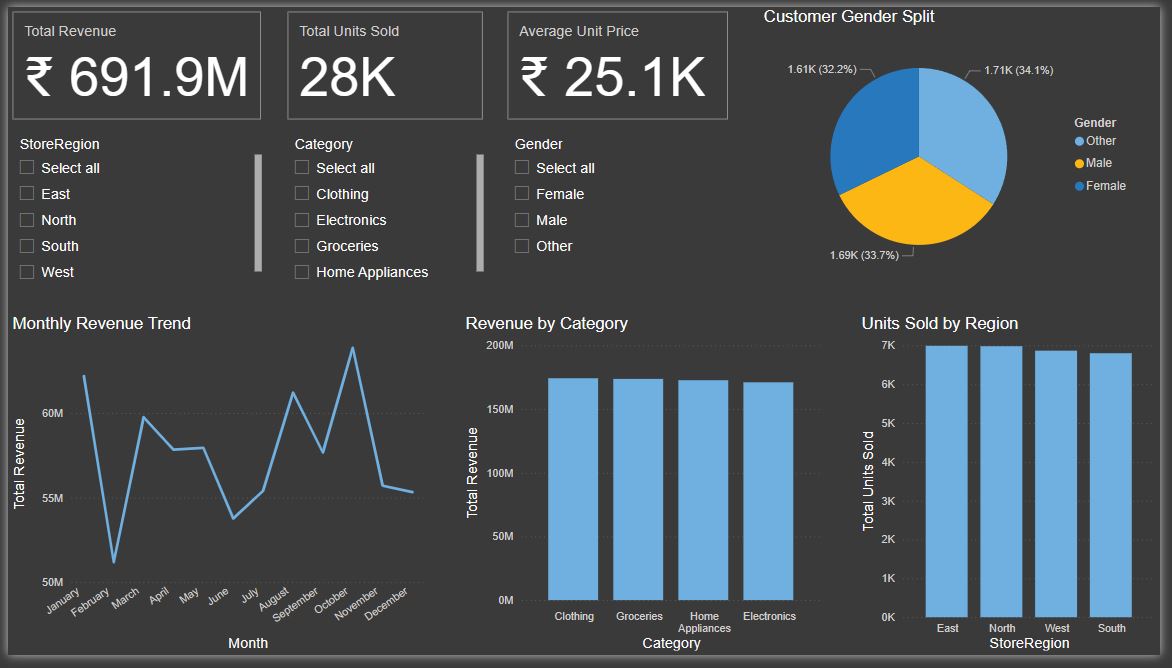 Total Revenue
₹ 691.9M
Total Units Sold
28K
Average Unit Price
₹ 25.1K
Customer Gender Split
1.61K (32.2%)
1.71K (34.1%)
1.69K (33.7%)
Gender
Other
Male
Female
StoreRegion
Select all
East
North
South
West
Category
Select all
Clothing
Electronics
Groceries
Home Appliances
Gender
Select all
Female
Male
Other
Monthly Revenue Trend
Total Revenue
60M
55M
50M
January
February
March
April
May
June
July
August
September
October
November
December
Month
Revenue by Category
Total Revenue
200M
150M
100M
50M
0M
Clothing
Groceries
Home
Appliances
Electronics
Category
Units Sold by Region
Total Units Sold
7K
6K
5K
4K
3K
2K
1K
0K
East
North
West
South
StoreRegion